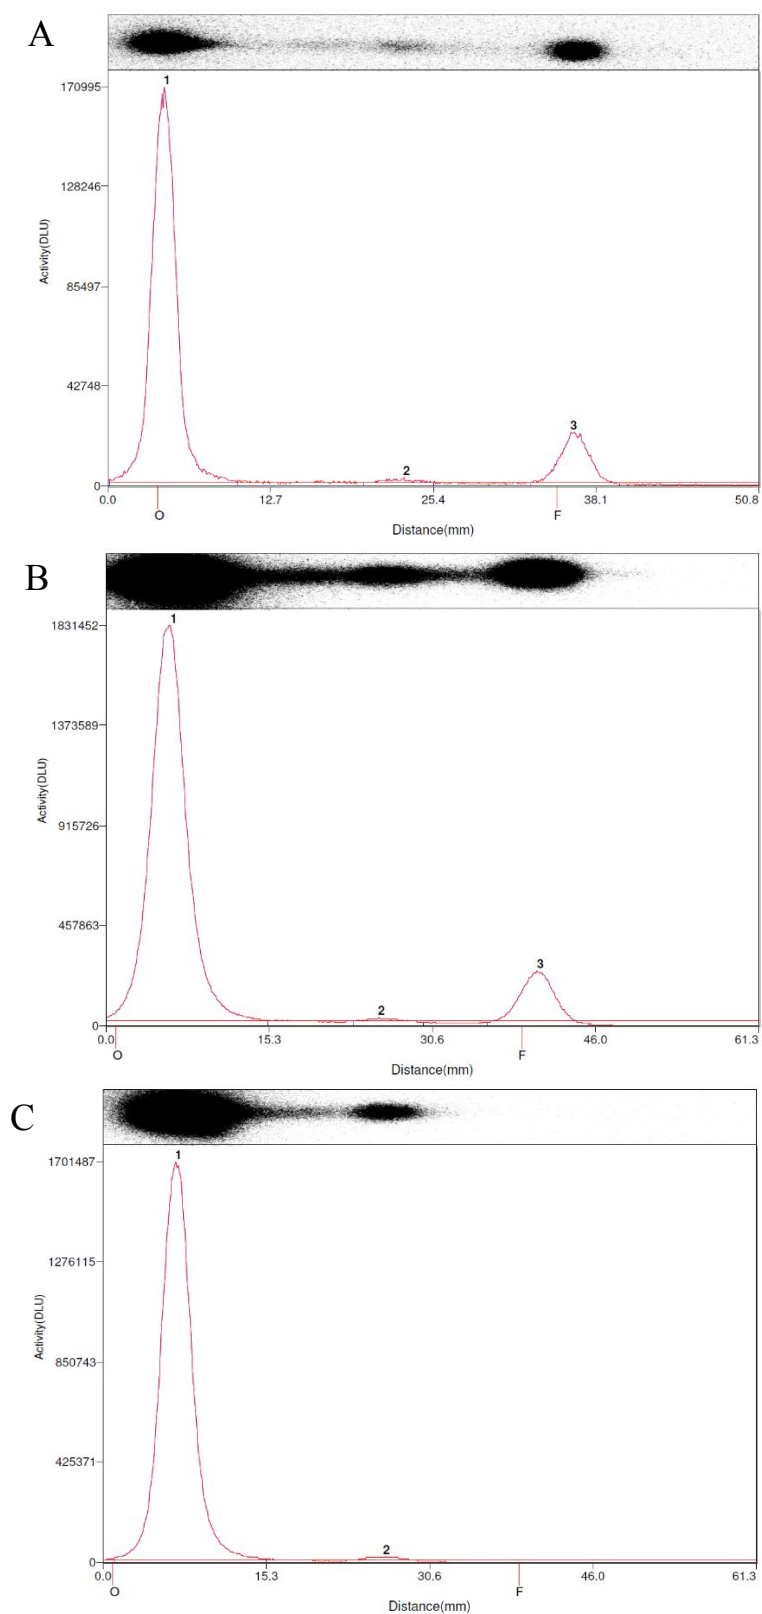 A
1
170995
128246
85497
42748
0
Activity(DLU)
2
3
0.0 12.7 25.4 38.1 50.8
O F
Distance(mm)
B
1
1831452
1373589
915726
457863
0
Activity(DLU)
2
3
0.0 15.3 30.6 46.0 61.3
O F
Distance(mm)
C
1
1701487
1276115
850743
425371
0
Activity(DLU)
2
0.0 15.3 30.6 46.0 61.3
O F
Distance(mm)